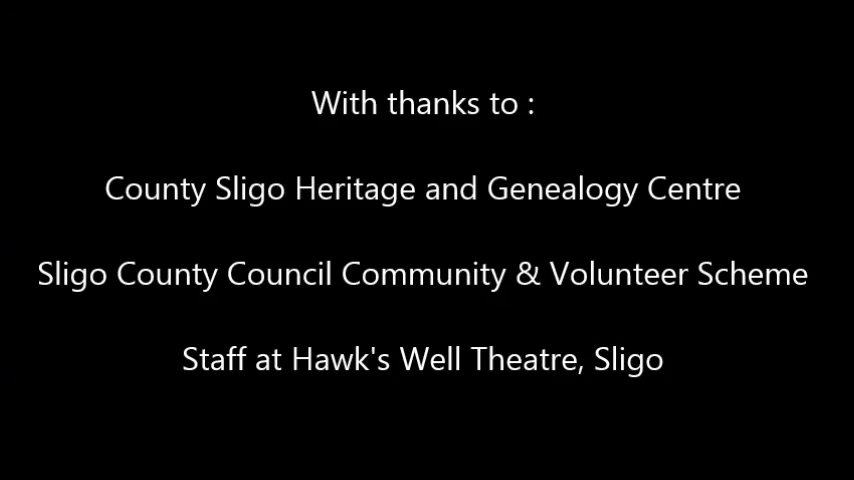 With thanks to :
County Sligo Heritage and Genealogy Centre
Sligo County Council Community & Volunteer Scheme
Staff at Hawk's Well Theatre, Sligo